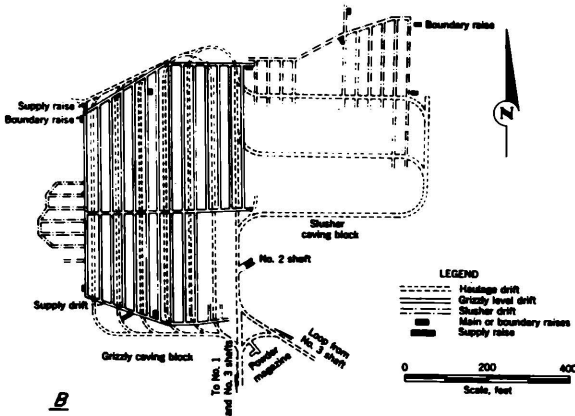 Boundary raise
Supply raise
Boundary raise
N
Slusher
caving block
No. 2 shaft
Supply drift
Grizzly caving block
To No. 1
and No. 3 shafts
Powder
magazine
Loop from
No. 3 shaft
LEGEND
Haulage drift
Grizzly level drift
Slusher drift
Main or boundary raises
Supply raise
0 200 400
Scale, feet
B